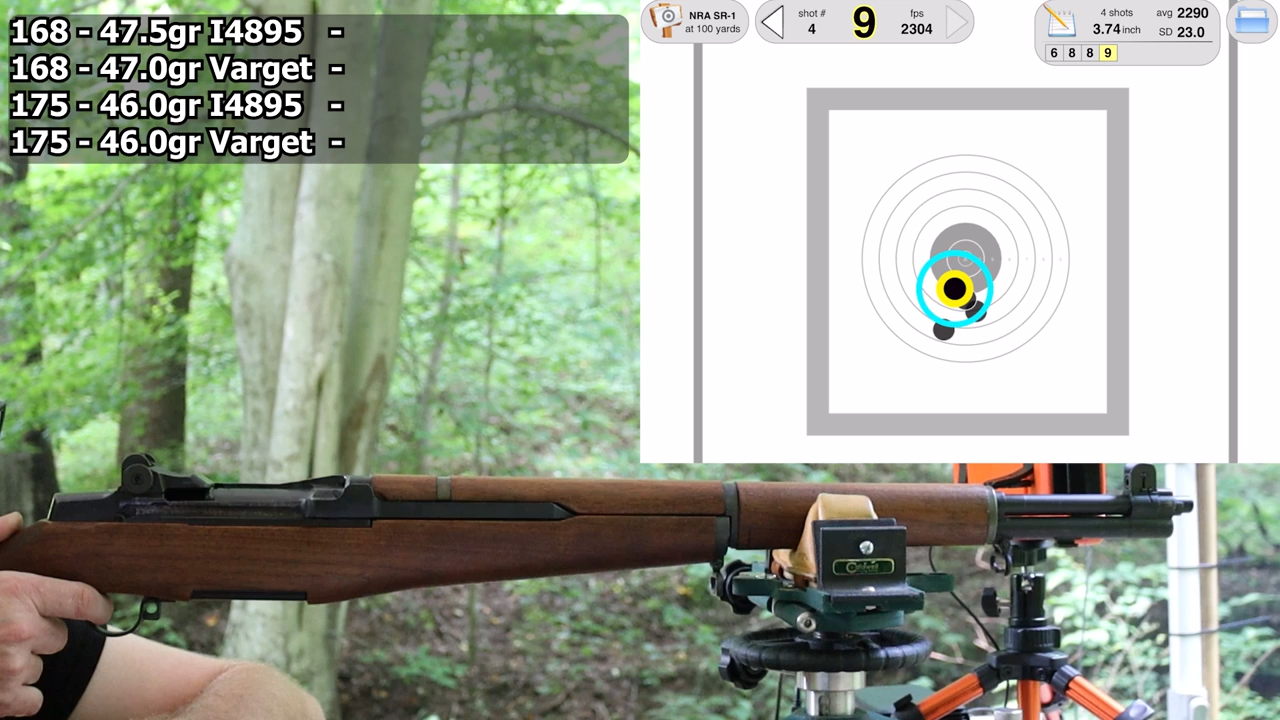 168 - 47.5gr I4895 -
168 - 47.0gr Varget -
175 - 46.0gr I4895 -
175 - 46.0gr Varget -
NRA SR-1
at 100 yards
shot #
4
9
fps
2304
4 shots
3.74 inch
avg 2290
SD 23.0
6 8 8 9
Caldwell